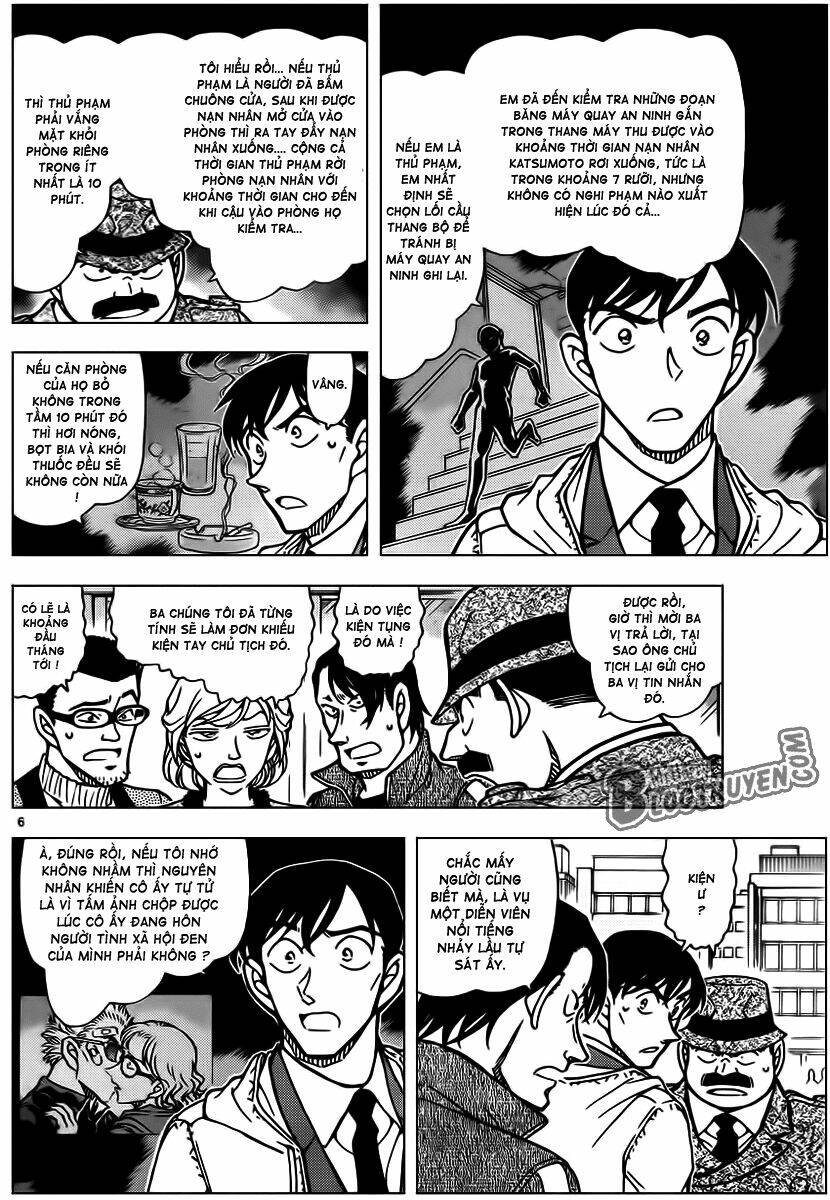 EM ĐÃ ĐẾN KIỂM TRA NHỮNG ĐOẠN
BĂNG MÁY QUAY AN NINH GẮN
TRONG THANG MÁY THU ĐƯỢC VÀO
KHOẢNG THỜI GIAN NẠN NHÂN
KATSUMOTO RƠI XUỐNG, TỨC LÀ
TRONG KHOẢNG 7 RƯỠI, NHƯNG
KHÔNG CÓ NGHI PHẠM NÀO XUẤT
HIỆN LÚC ĐÓ CẢ...
NẾU EM LÀ
THỦ PHẠM,
EM NHẤT
ĐỊNH SẼ
CHỌN LỐI CẦU
THANG BỘ ĐỂ
TRÁNH BỊ
MÁY QUAY AN
NINH GHI LẠI.
TÔI HIỂU RỒI... NẾU THỦ
PHẠM LÀ NGƯỜI ĐÃ BẤM
CHUÔNG CỬA, SAU KHI ĐƯỢC
NẠN NHÂN MỞ CỬA VÀO
PHÒNG THÌ RA TAY ĐẨY NẠN
NHÂN XUỐNG.... CỘNG CẢ
THỜI GIAN THỦ PHẠM RỜI
PHÒNG NẠN NHÂN VỚI
KHOẢNG THỜI GIAN CHO ĐẾN
KHI CẬU VÀO PHÒNG HỌ
KIỂM TRA...
THÌ THỦ PHẠM
PHẢI VẮNG
MẶT KHỎI
PHÒNG RIÊNG
TRONG ÍT
NHẤT LÀ 10
PHÚT.
VÂNG.
NẾU CĂN PHÒNG
CỦA HỌ BỎ
KHÔNG TRONG
TẦM 10 PHÚT ĐÓ
THÌ HƠI NÓNG,
BỌT BIA VÀ KHÓI
THUỐC ĐỀU SẼ
KHÔNG CÒN NỮA
!
ĐƯỢC RỒI,
GIỜ THÌ MỜI BA
VỊ TRẢ LỜI, TẠI
SAO ÔNG CHỦ
TỊCH LẠI GỬI CHO
BA VỊ TIN NHẮN
ĐÓ.
LÀ DO VIỆC
KIỆN TỤNG
ĐÓ MÀ !
BA CHÚNG TÔI ĐÃ TỪNG
TÍNH SẼ LÀM ĐƠN KHIẾU
KIỆN TAY CHỦ TỊCH ĐÓ.
CÓ LẼ LÀ
KHOẢNG
ĐẦU
THÁNG
TỚI !
BLOGTRUYEN.COM
6
KIỆN
Ư
?
CHẮC MẤY
NGƯỜI CŨNG
BIẾT MÀ, LÀ VỤ
MỘT DIỄN VIÊN
NỔI TIẾNG
NHẢY LẦU TỰ
SÁT ẤY.
À, ĐÚNG RỒI, NẾU TÔI NHỚ
KHÔNG NHẦM THÌ NGUYÊN
NHÂN KHIẾN CÔ ẤY TỰ TỬ
LÀ VÌ TẤM ẢNH CHỘP ĐƯỢC
LÚC CÔ ẤY ĐANG HÔN
NGƯỜI TÌNH XÃ HỘI ĐEN
CỦA MÌNH PHẢI KHÔNG ?